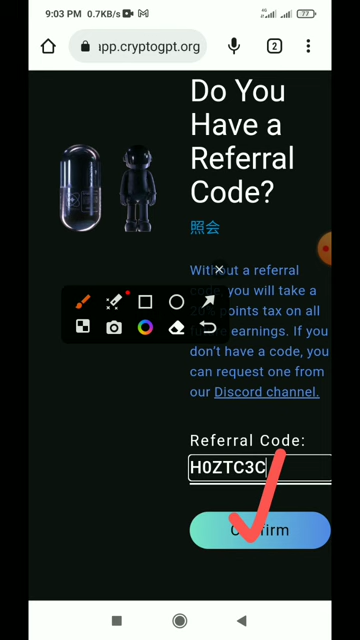 9:03 PM 0.7KB/s
77
app.cryptogpt.org
2
Do You
Have a
Referral
Code?
照会
Without a referral
you will take a
points tax on all
earnings. If you
don't have a code, you
can request one from
our Discord channel.
Referral Code:
H0ZTC3C
Confirm